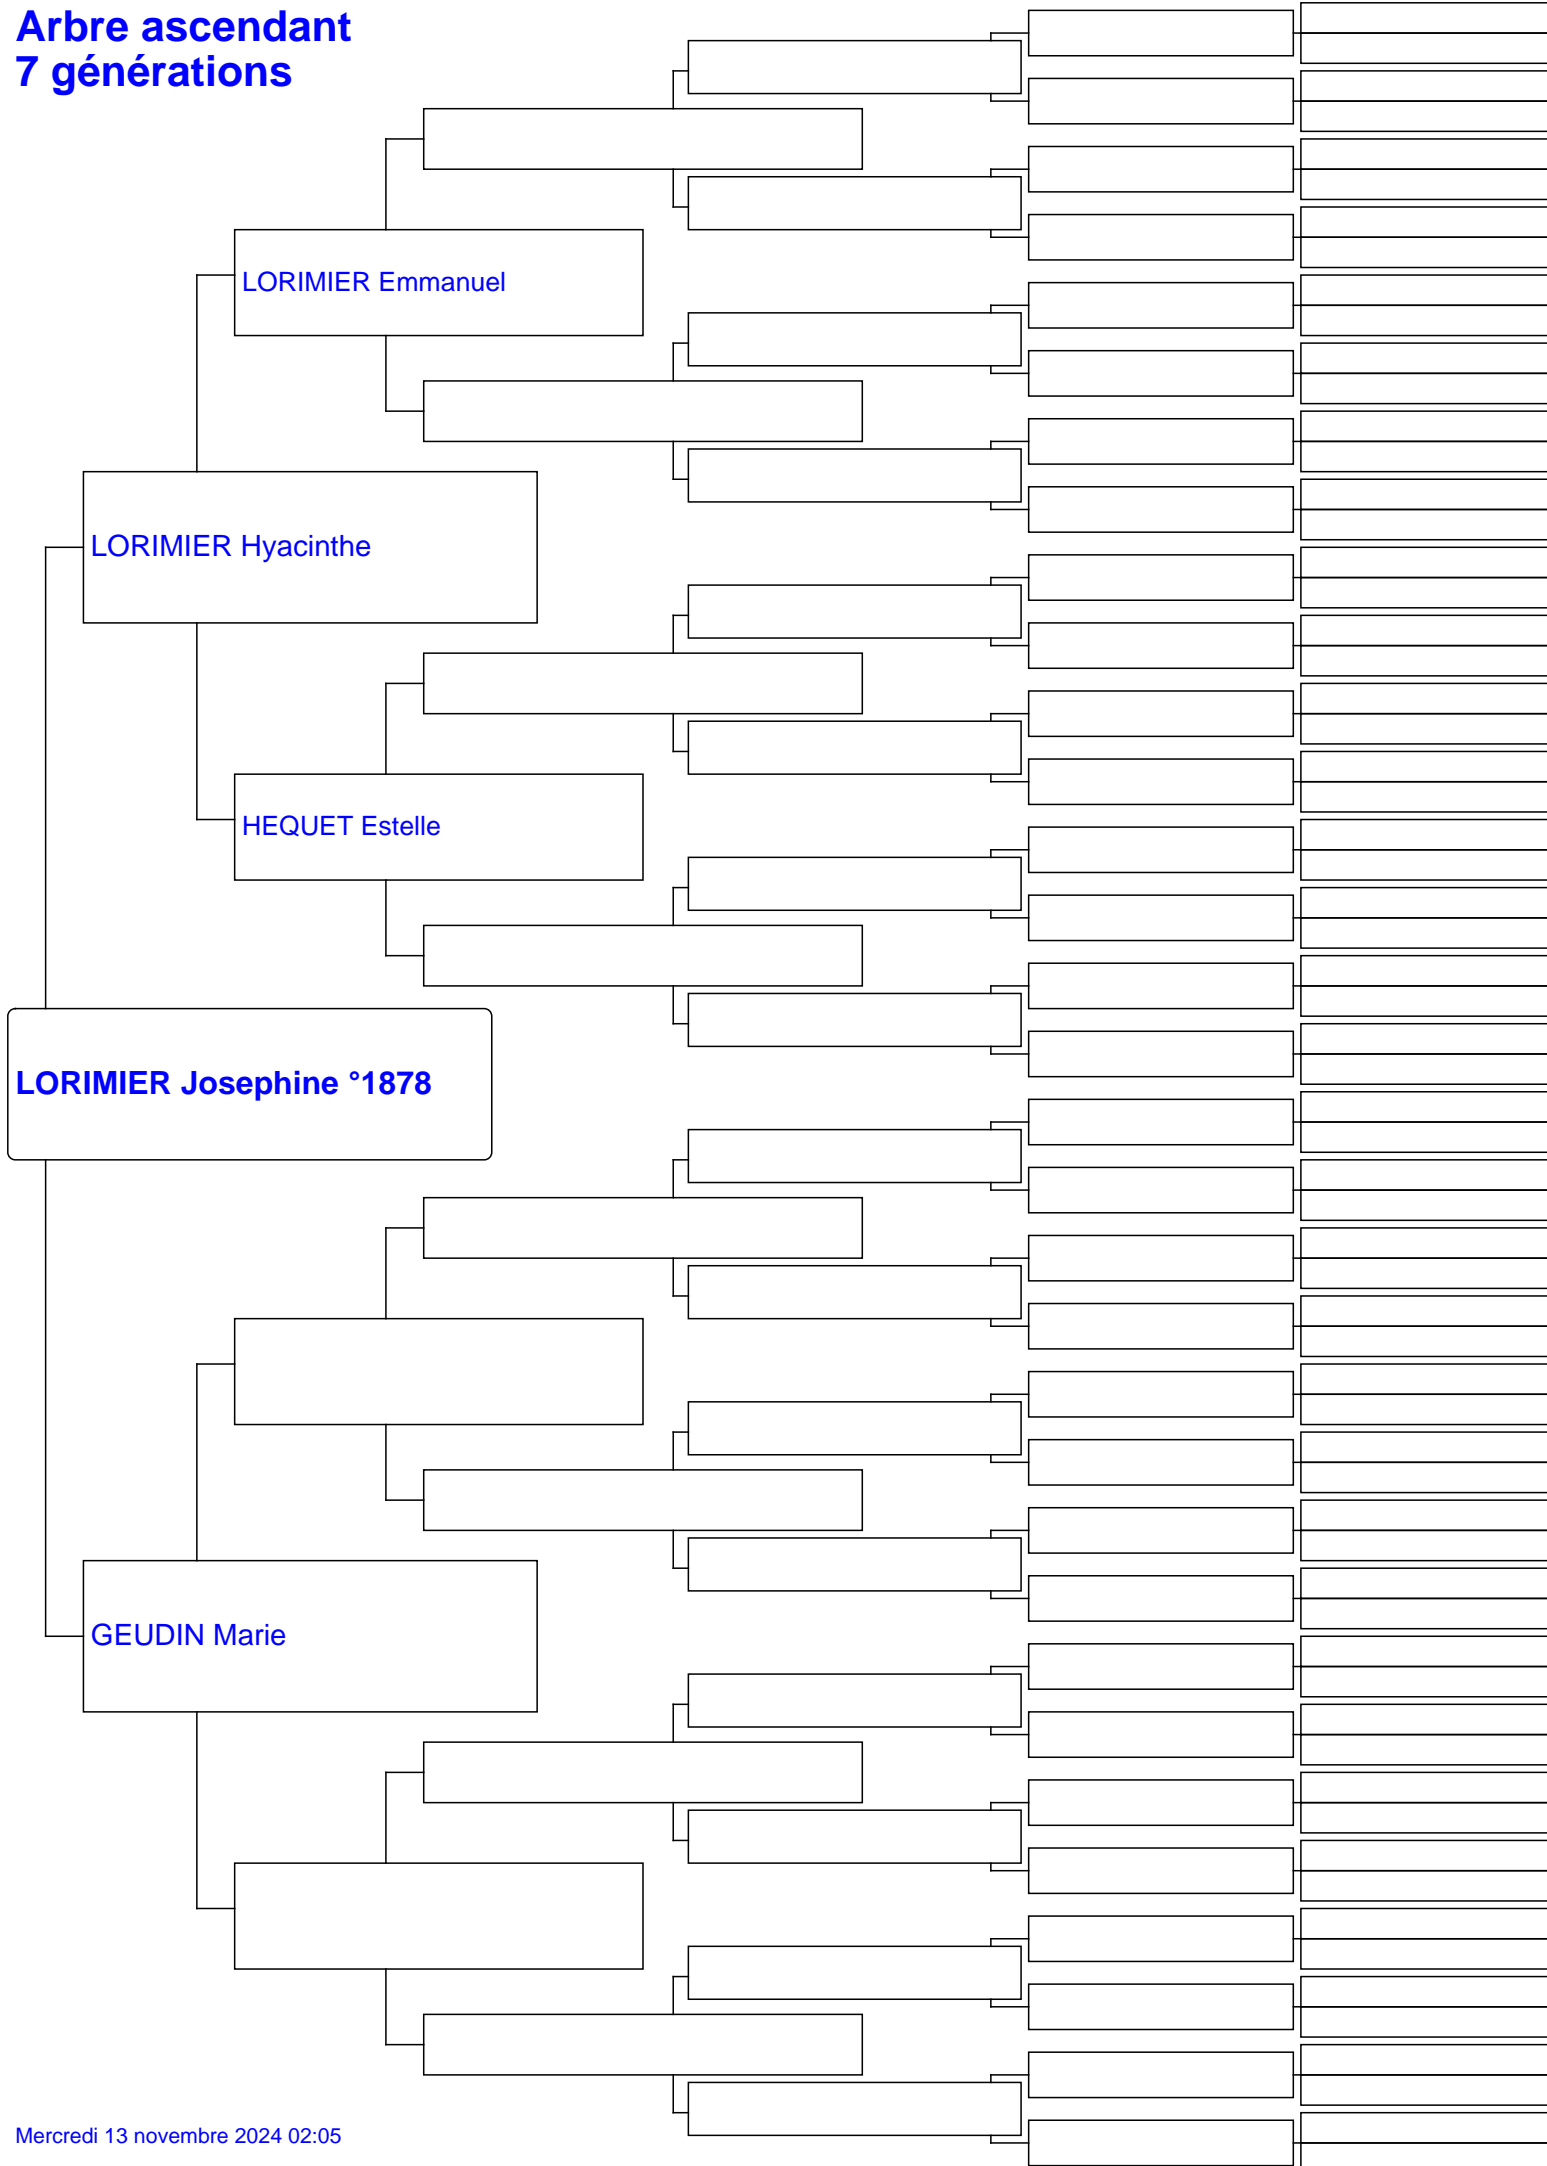 Arbre ascendant
7 générations
LORIMIER Emmanuel
LORIMIER Hyacinthe
HEQUET Estelle
LORIMIER Josephine °1878
GEUDIN Marie
Mercredi 13 novembre 2024 02:05